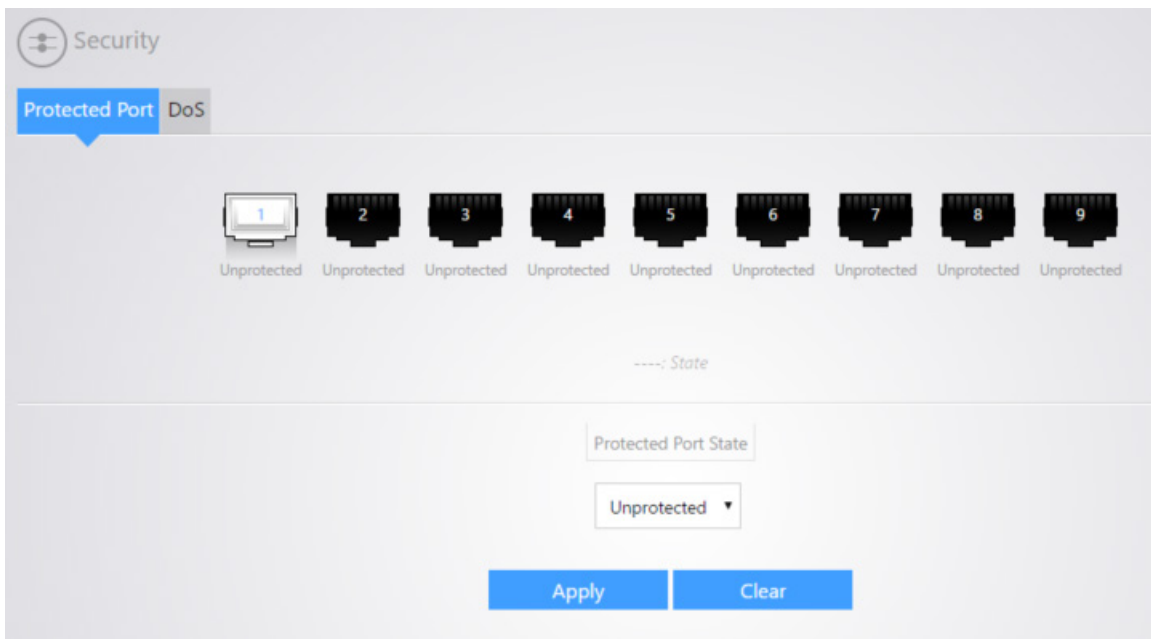 Security
Protected Port DoS
1 2 3 4 5 6 7 8 9
Unprotected Unprotected Unprotected Unprotected Unprotected Unprotected Unprotected Unprotected Unprotected
----: State
Protected Port State
Unprotected
Apply Clear